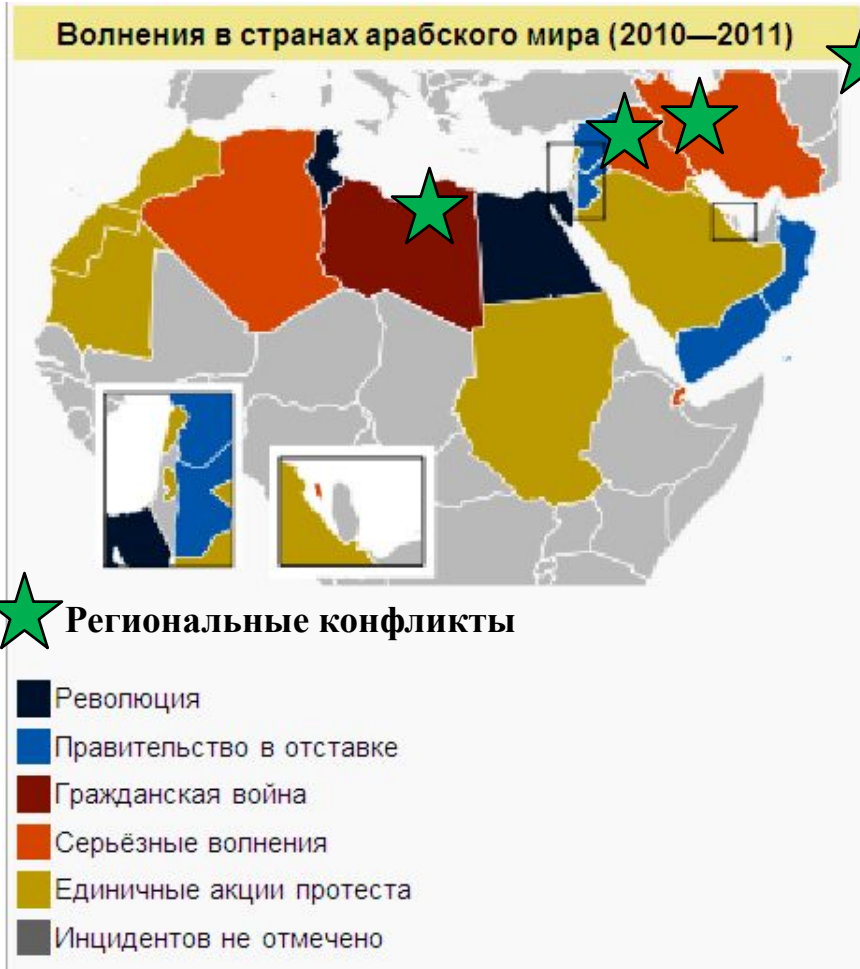 Волнения в странах арабского мира (2010—2011)
Региональные конфликты
Революция
Правительство в отставке
Гражданская война
Серьёзные волнения
Единичные акции протеста
Инцидентов не отмечено